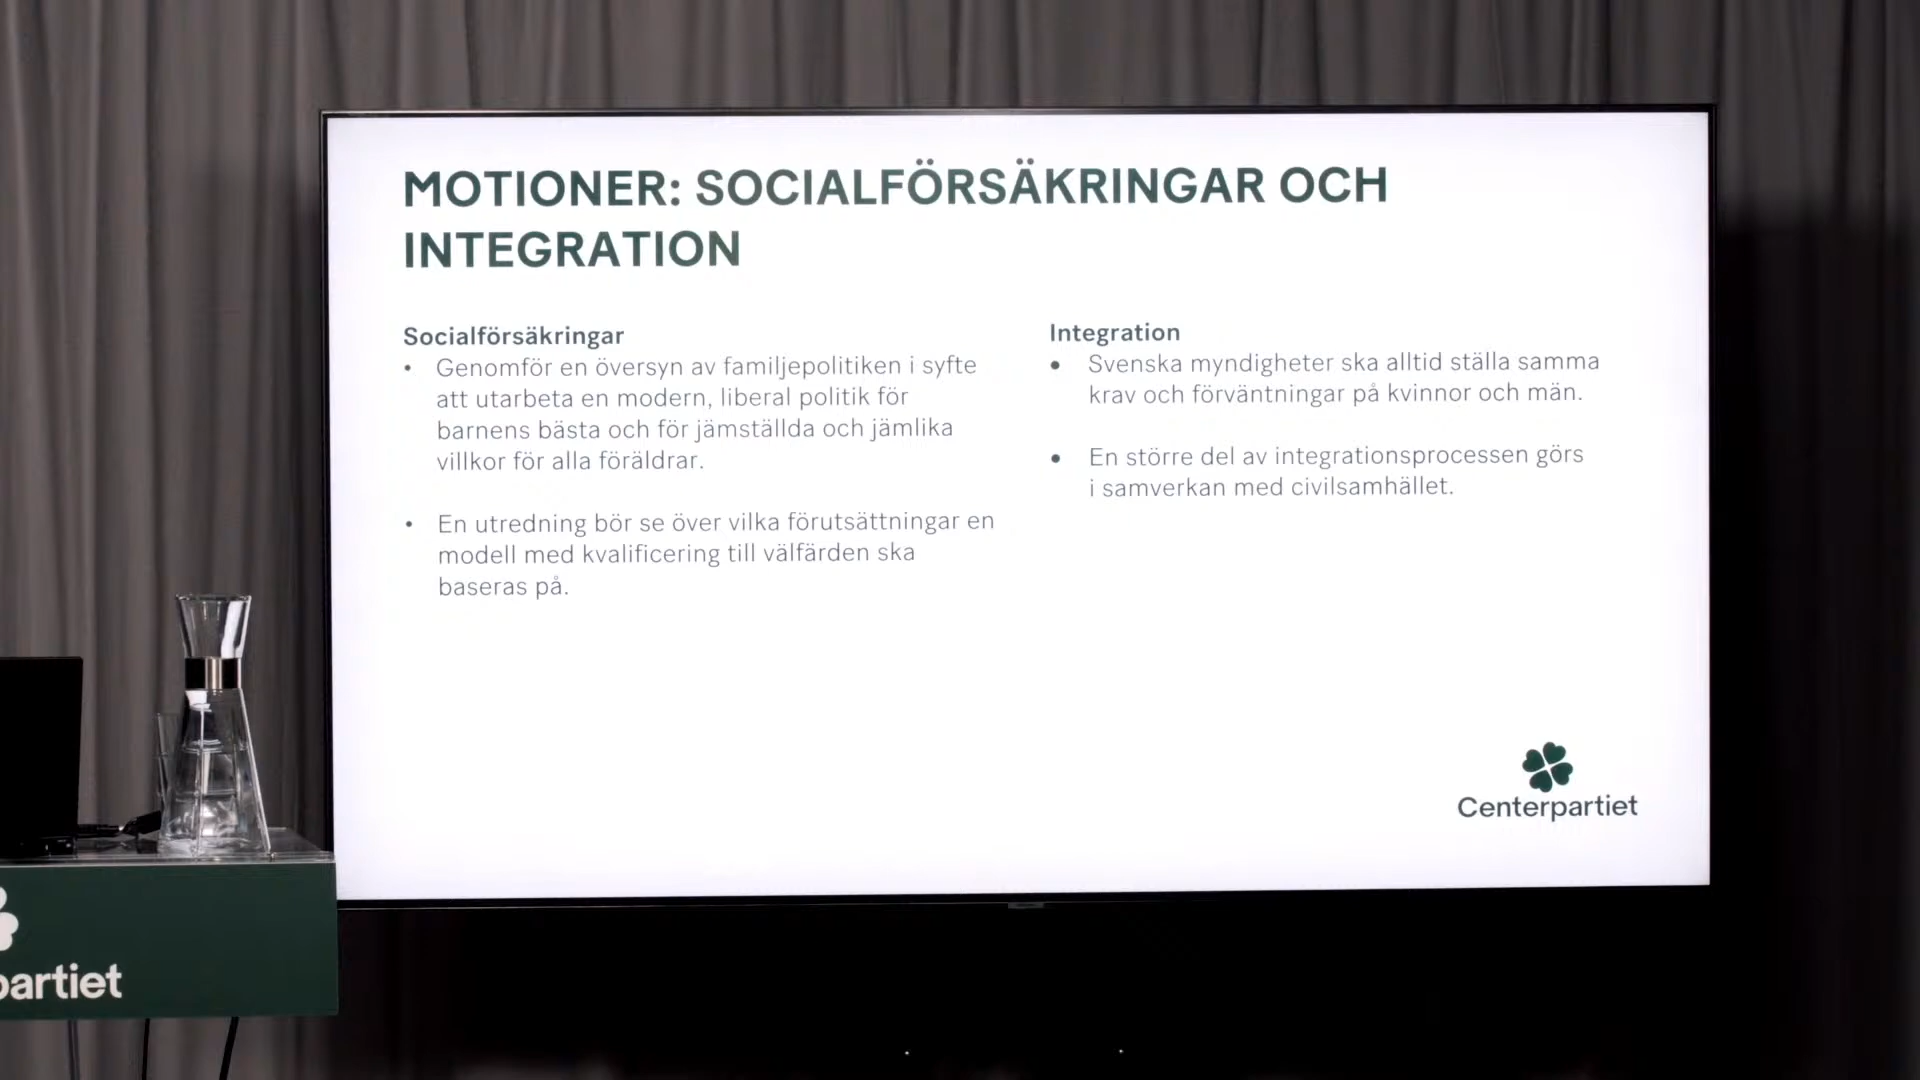 MOTIONER: SOCIALFÖRSÄKRINGAR OCH
INTEGRATION
Socialförsäkringar
• Genomför en översyn av familjepolitiken i syfte
att utarbeta en modern, liberal politik för
barnens bästa och för jämställda och jämlika
villkor för alla föräldrar.
• En utredning bör se över vilka förutsättningar en
modell med kvalificering till välfärden ska
baseras på.
Integration
• Svenska myndigheter ska alltid ställa samma
krav och förväntningar på kvinnor och män.
• En större del av integrationsprocessen görs
i samverkan med civilsamhället.
Centerpartiet
partiet